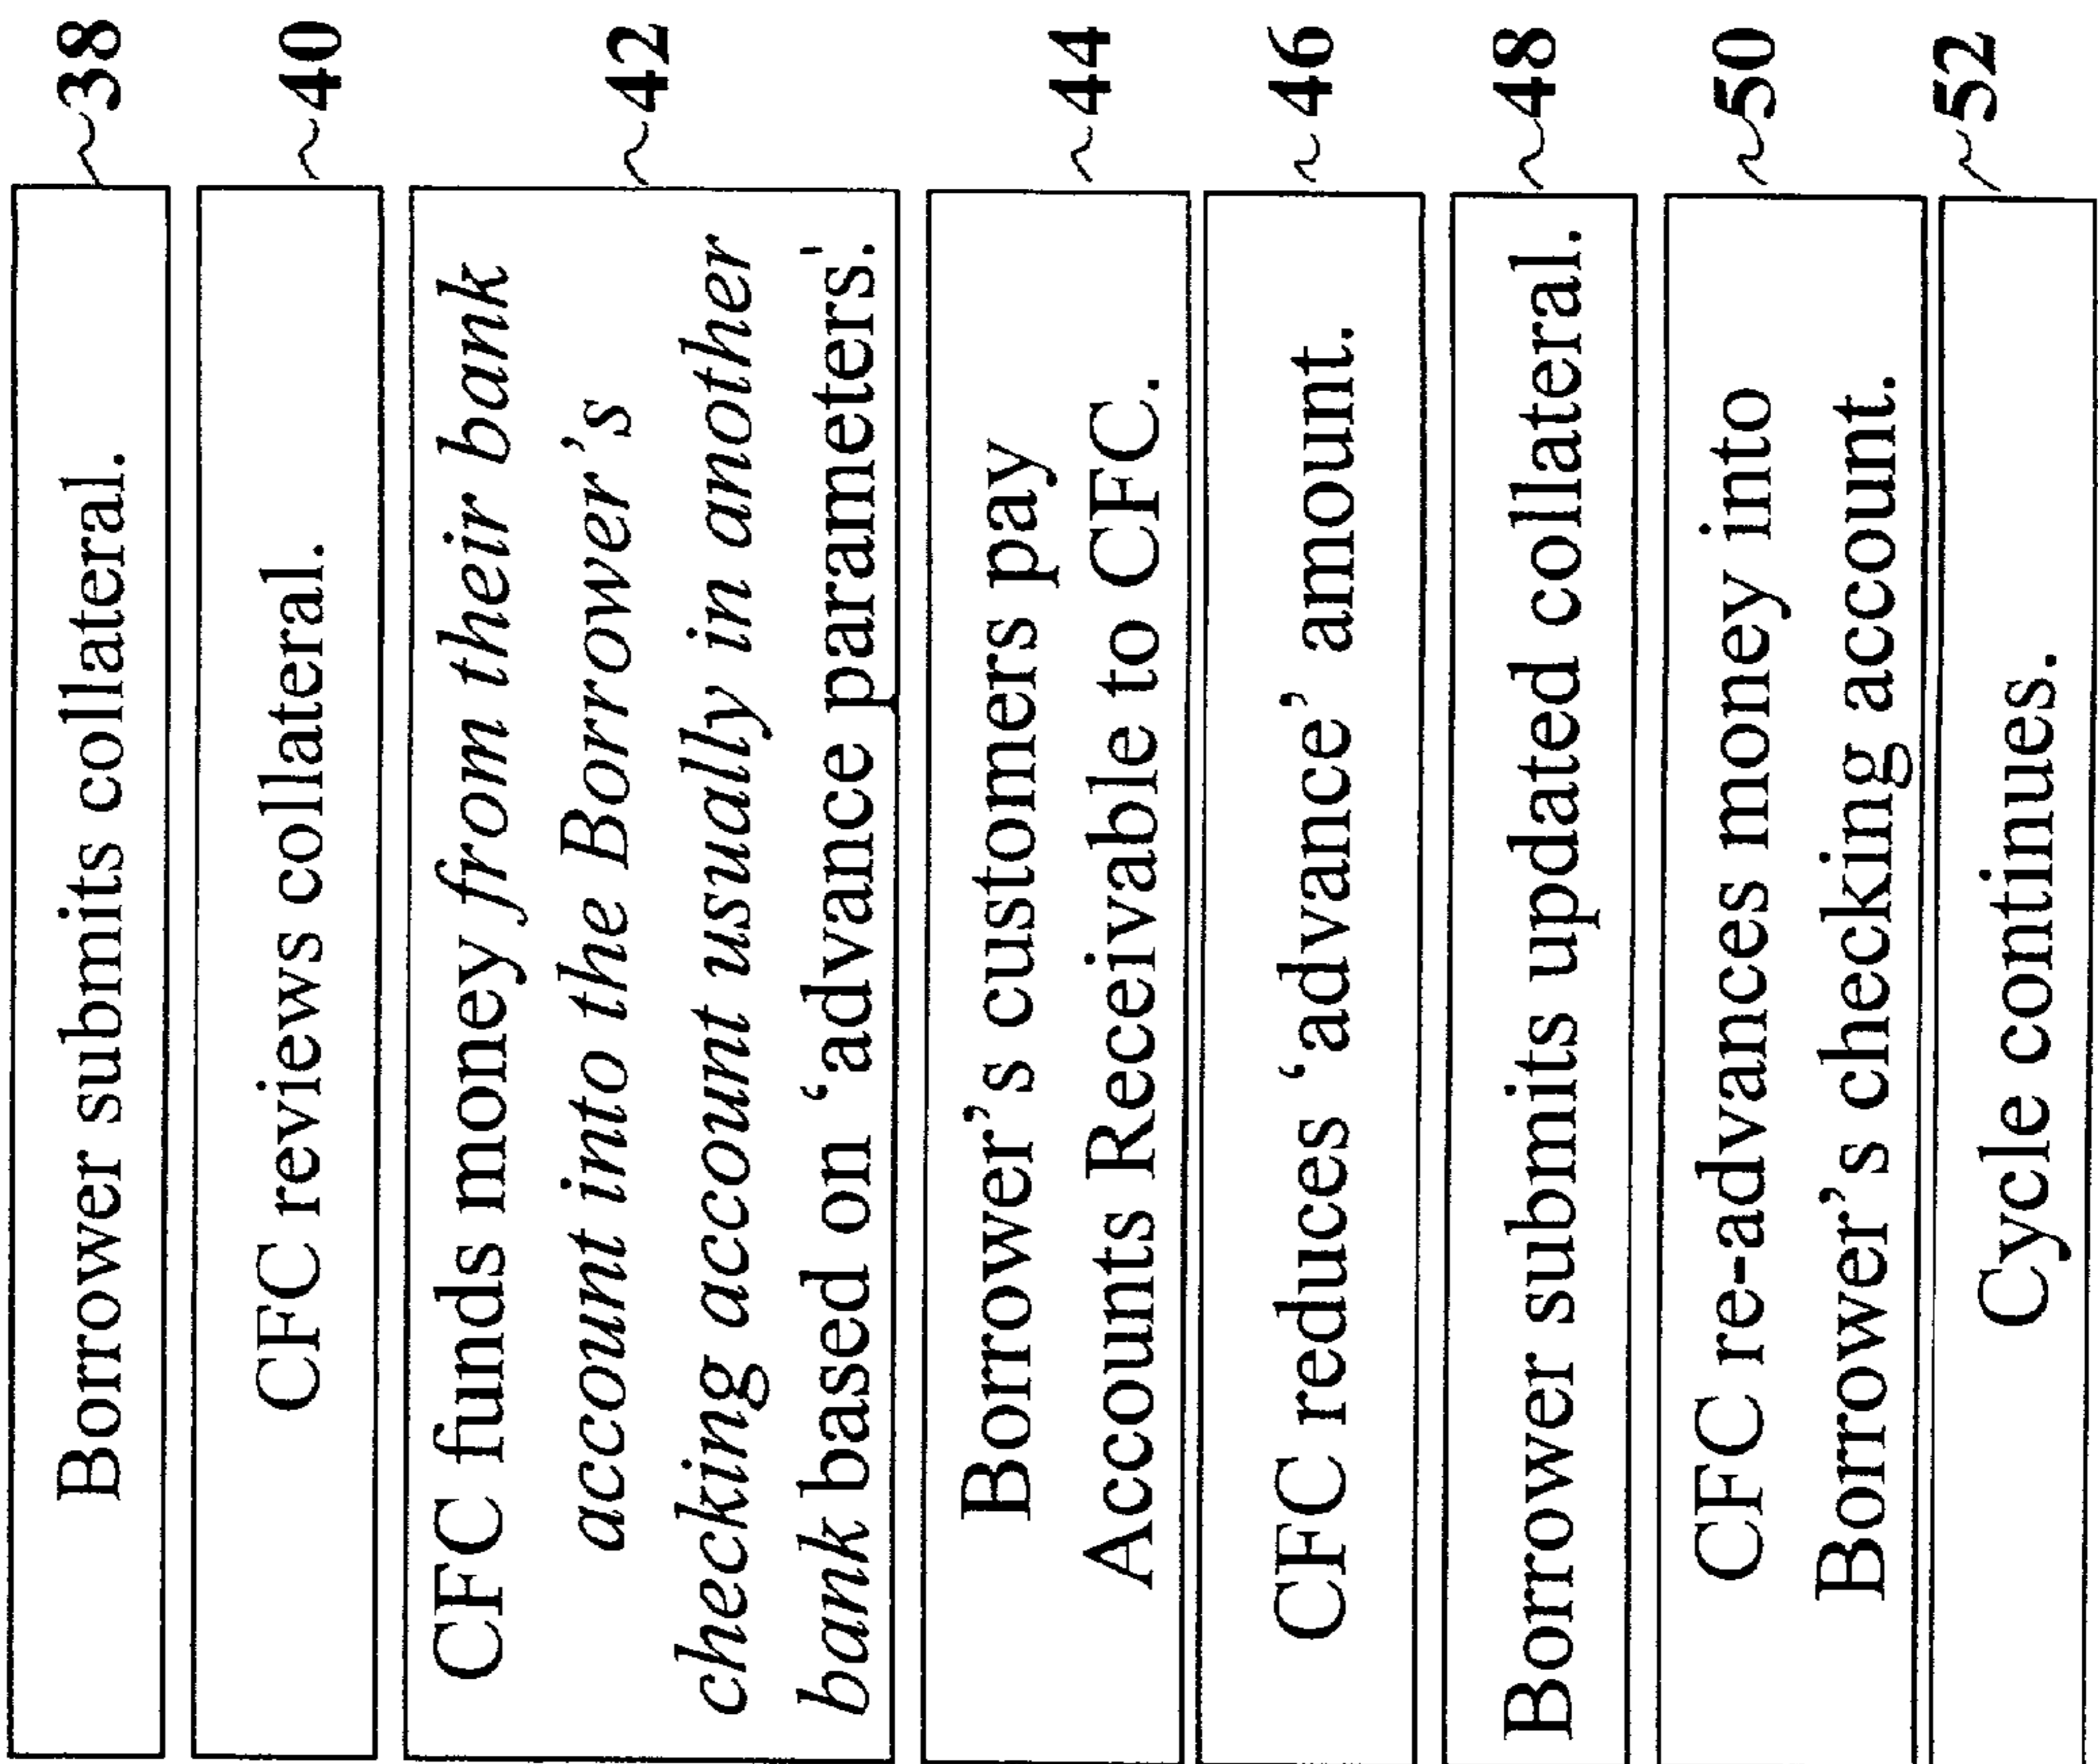 Borrower submits collateral. 38
CFC reviews collateral. 40
CFC funds money from their bank
account into the Borrower's
checking account usually in another
bank based on ‘advance parameters.' 42
Borrower’s customers pay
Accounts Receivable to CFC. 44
CFC reduces ‘advance’ amount. 46
Borrower submits updated collateral. 48
CFC re-advances money into
Borrower’s checking account. 50
Cycle continues. 52